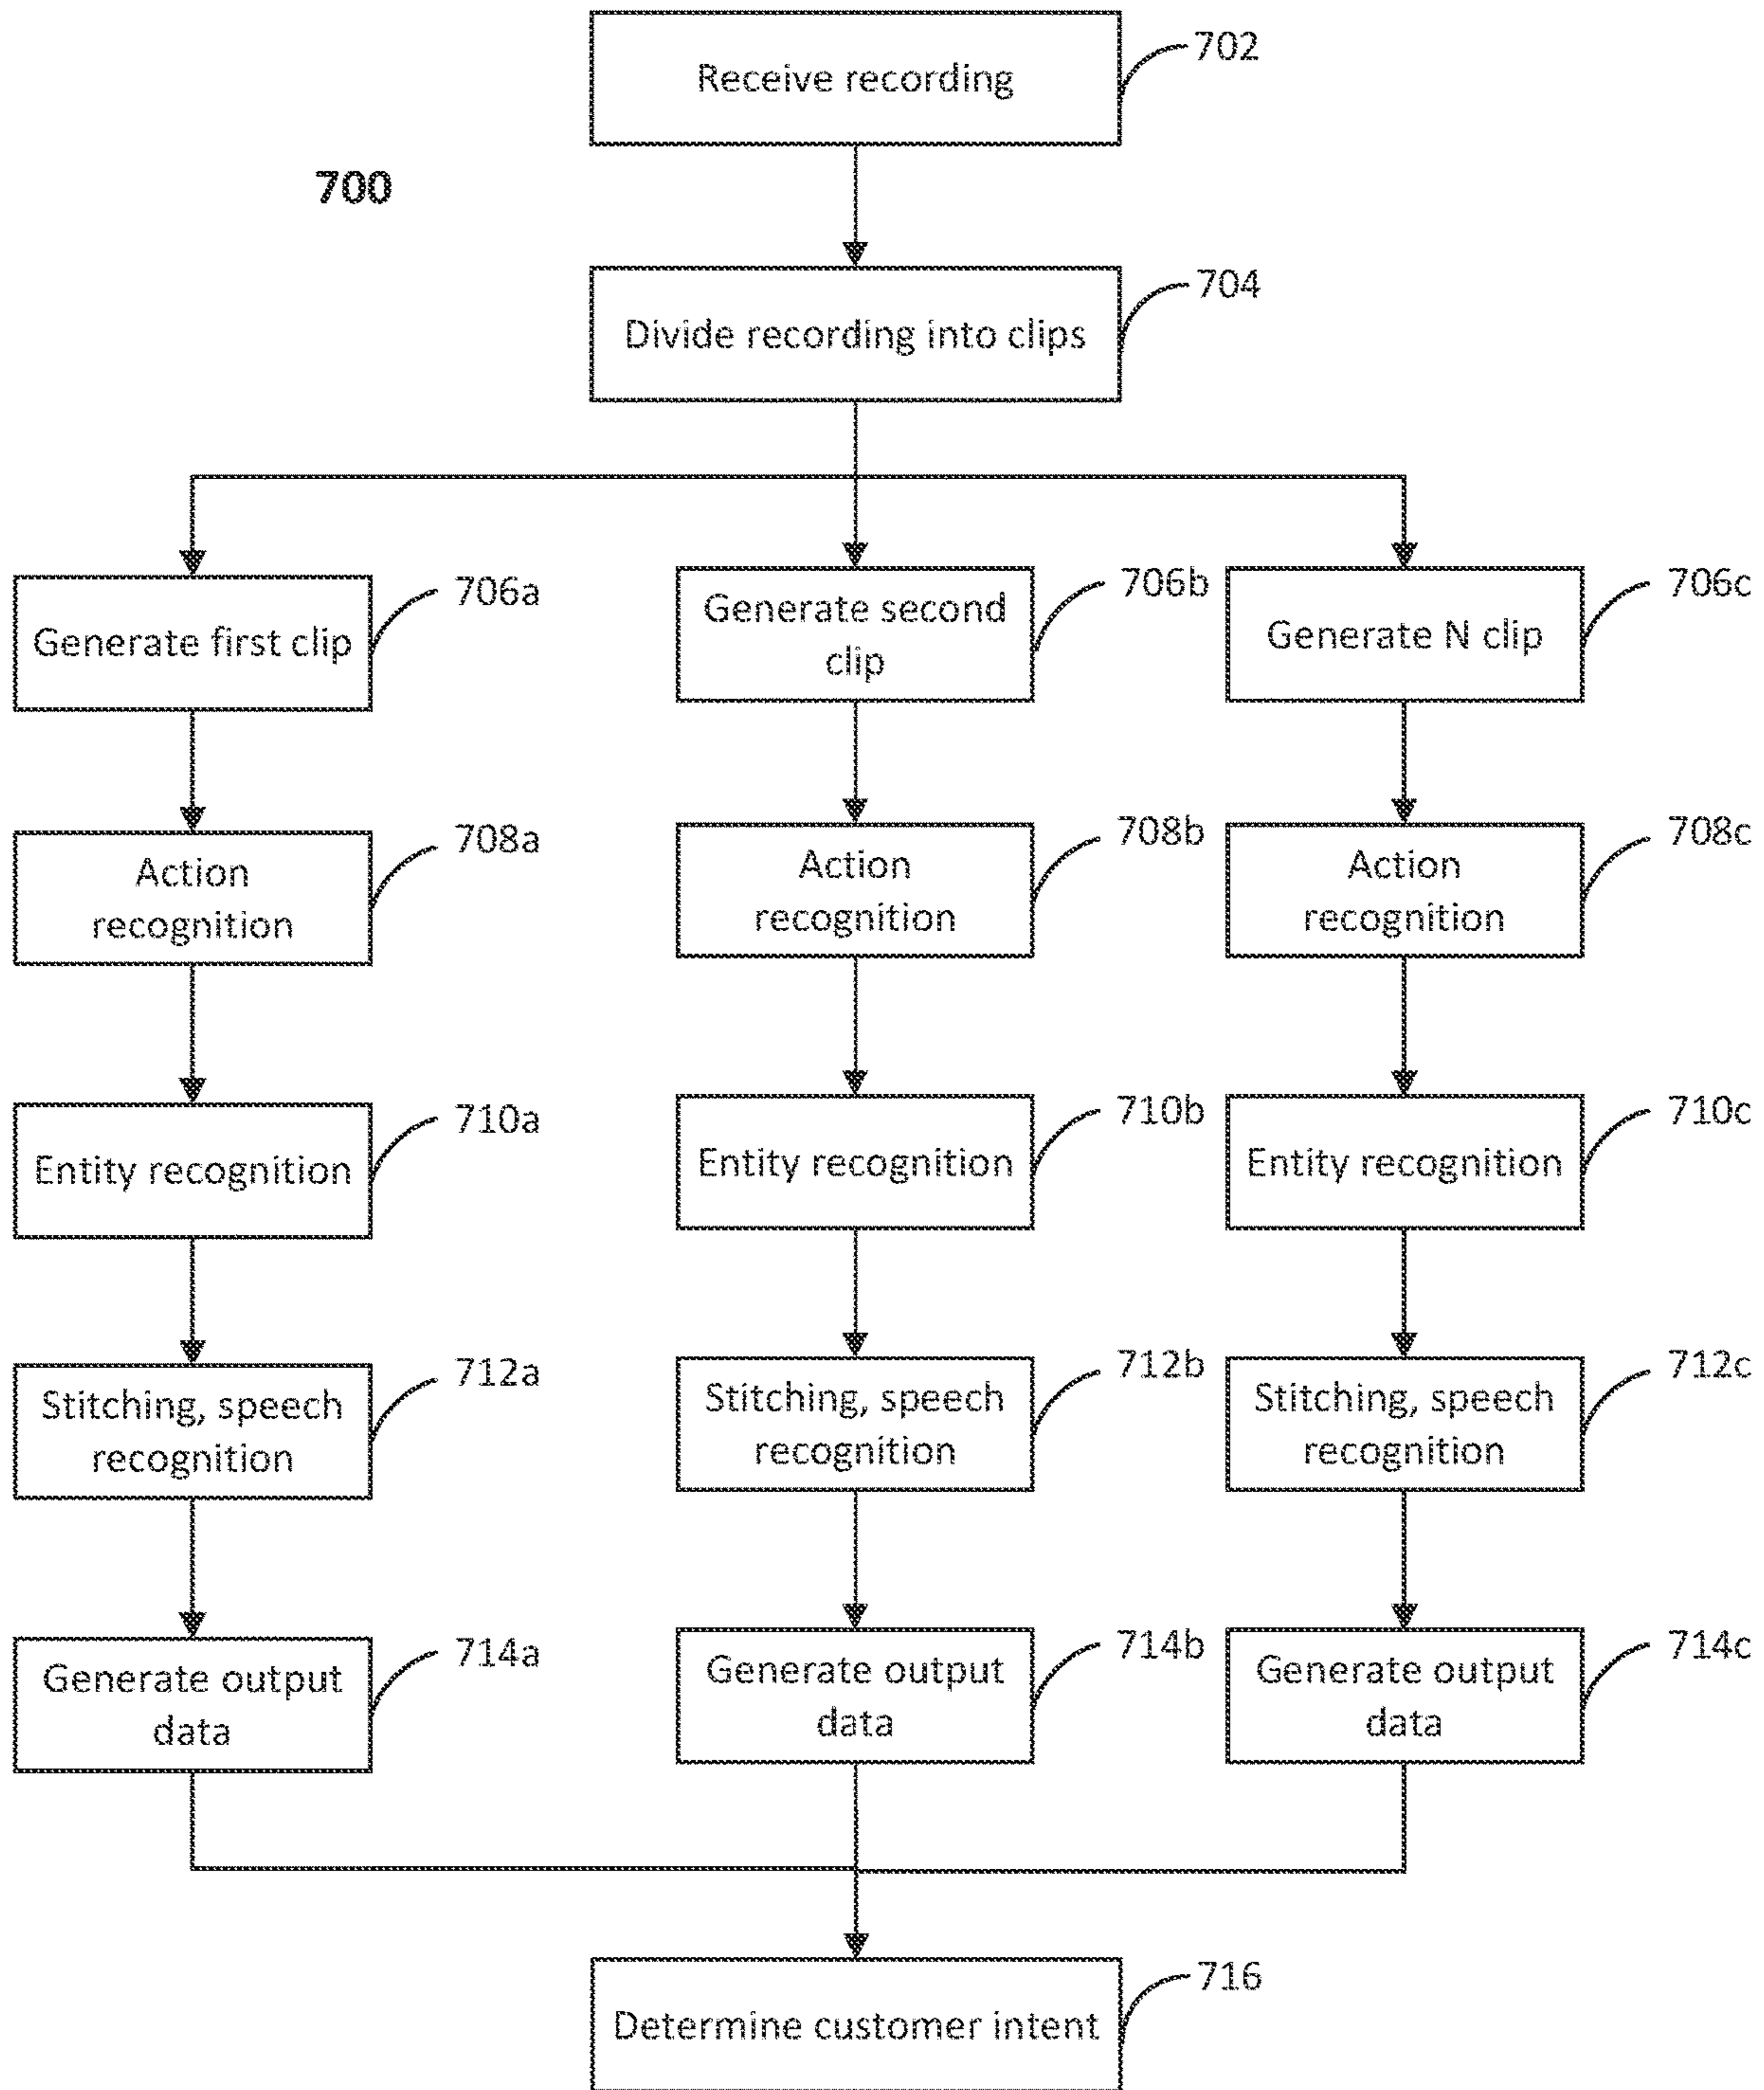 Receive recording
702
700
Divide recording into clips
704
Generate first clip
706a
Generate second
clip
706b
Generate N clip
706c
Action
recognition
708a
Action
recognition
708b
Action
recognition
708c
Entity recognition
710a
Entity recognition
710b
Entity recognition
710c
Stitching, speech
recognition
712a
Stitching, speech
recognition
712b
Stitching, speech
recognition
712c
Generate output
data
714a
Generate output
data
714b
Generate output
data
714c
Determine customer intent
716